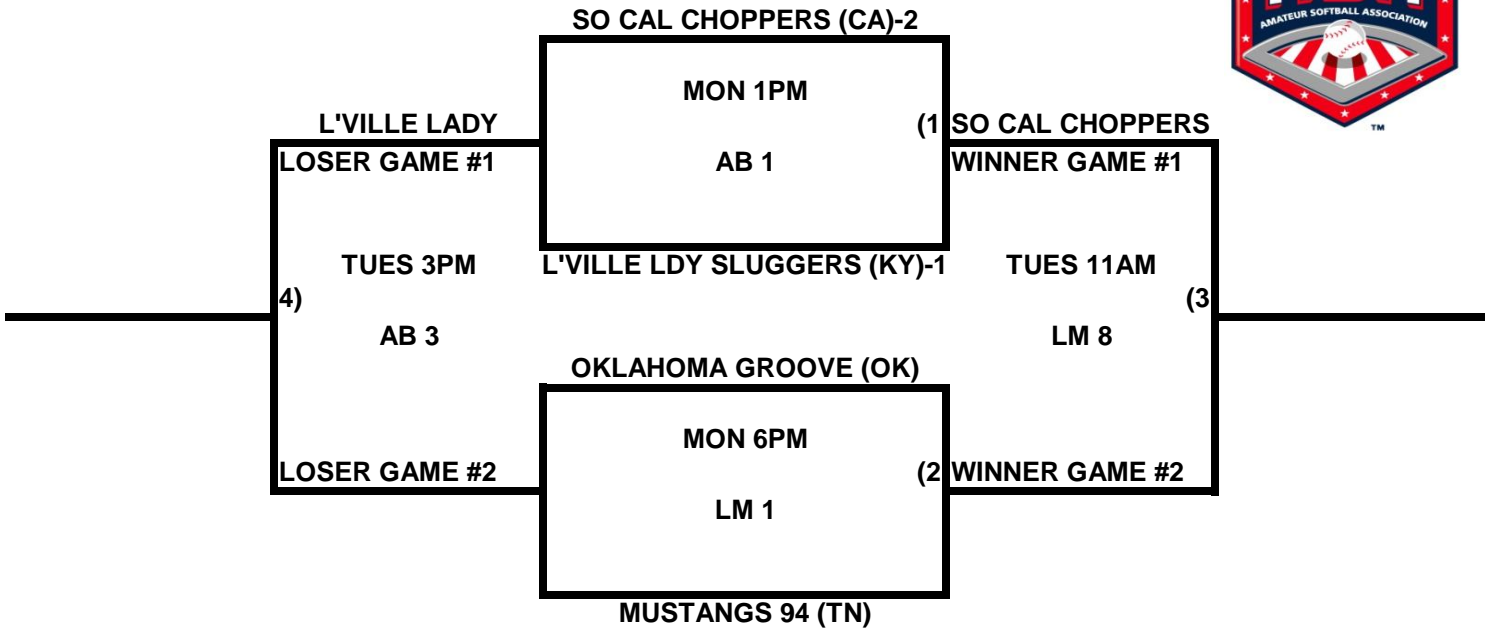 SO CAL CHOPPERS (CA)-2
AMATEUR SOFTBALL ASSOCIATION
TM
MON 1PM
L'VILLE LADY
(1 SO CAL CHOPPERS
LOSER GAME #1
AB 1
WINNER GAME #1
TUES 3PM
L'VILLE LDY SLUGGERS (KY)-1
TUES 11AM
4)
(3
AB 3
LM 8
OKLAHOMA GROOVE (OK)
MON 6PM
LOSER GAME #2
(2 WINNER GAME #2
LM 1
MUSTANGS 94 (TN)